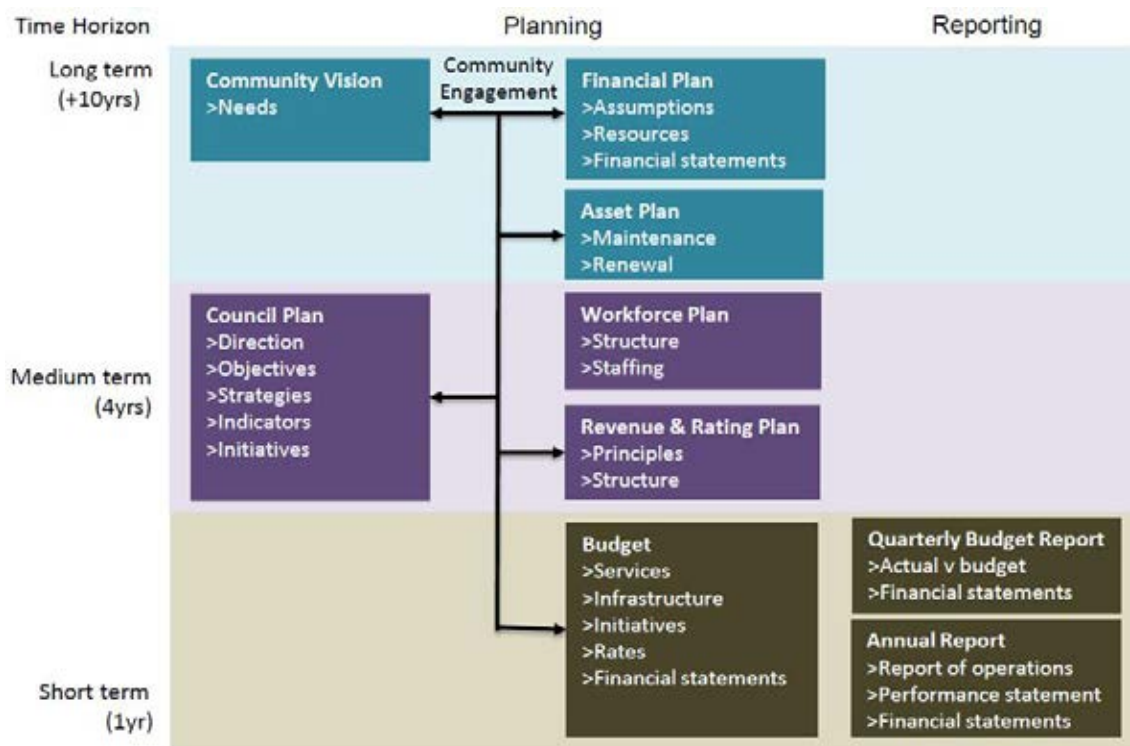 Time Horizon
Planning
Reporting
Long term
(+10yrs)
Community Vision
>Needs
Community
Engagement
Financial Plan
>Assumptions
>Resources
>Financial statements
Asset Plan
>Maintenance
>Renewal
Medium term
(4yrs)
Council Plan
>Direction
>Objectives
>Strategies
>Indicators
>Initiatives
Workforce Plan
>Structure
>Staffing
Revenue & Rating Plan
>Principles
>Structure
Short term
(1yr)
Budget
>Services
>Infrastructure
>Initiatives
>Rates
>Financial statements
Quarterly Budget Report
>Actual v budget
>Financial statements
Annual Report
>Report of operations
>Performance statement
>Financial statements